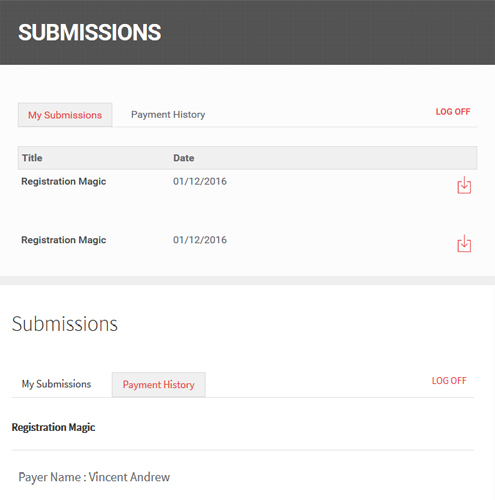 SUBMISSIONS
My Submissions Payment History LOG OFF
Title Date
Registration Magic 01/12/2016
Registration Magic 01/12/2016
Submissions
My Submissions Payment History LOG OFF
Registration Magic
Payer Name : Vincent Andrew